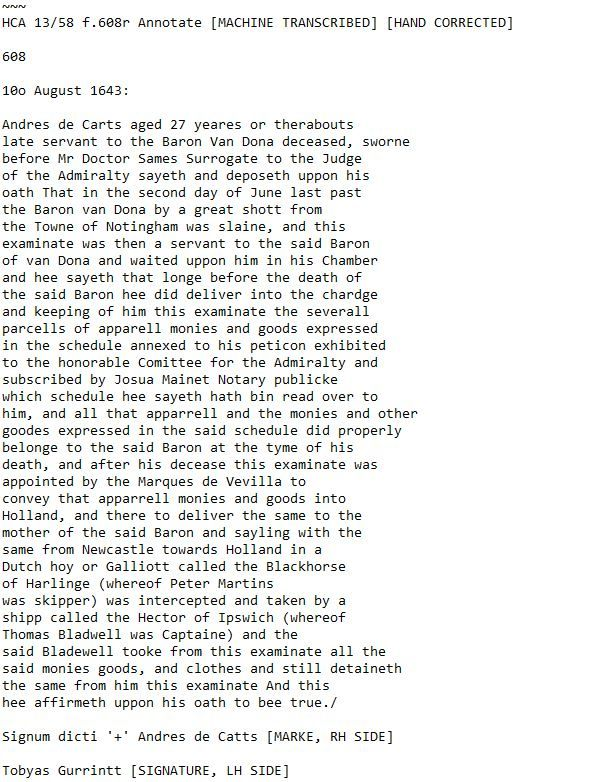 ~~~
HCA 13/58 f.608r Annotate [MACHINE TRANSCRIBED] [HAND CORRECTED]
608
10o August 1643:
Andres de Carts aged 27 yeares or therabouts
late servant to the Baron Van Dona deceased, sworne
before Mr Doctor Sames Surrogate to the Judge
of the Admiralty sayeth and deposeth uppon his
oath That in the second day of June last past
the Baron van Dona by a great shott from
the Towne of Notingham was slaine, and this
examinate was then a servant to the said Baron
of van Dona and waited uppon him in his Chamber
and hee sayeth that longe before the death of
the said Baron hee did deliver into the chardge
and keeping of him this examinate the severall
parcells of apparell monies and goods expressed
in the schedule annexed to his peticon exhibited
to the honorable Comittee for the Admiralty and
subscribed by Josua Mainet Notary publicke
which schedule hee sayeth hath bin read over to
him, and all that apparrell and the monies and other
goodes expressed in the said schedule did properly
belonge to the said Baron at the tyme of his
death, and after his decease this examinate was
appointed by the Marques de Vevilla to
convey that apparrell monies and goods into
Holland, and there to deliver the same to the
mother of the said Baron and sayling with the
same from Newcastle towards Holland in a
Dutch hoy or Galliott called the Blackhorse
of Harlinge (whereof Peter Martins
was skipper) was intercepted and taken by a
shipp called the Hector of Ipswich (whereof
Thomas Bladwell was Captaine) and the
said Bladewell tooke from this examinate all the
said monies goods, and clothes and still detaineth
the same from him this examinate And this
hee affirmeth uppon his oath to bee true./
Signum dicti '+' Andres de Catts [MARKE, RH SIDE]
Tobyas Gurrintt [SIGNATURE, LH SIDE]